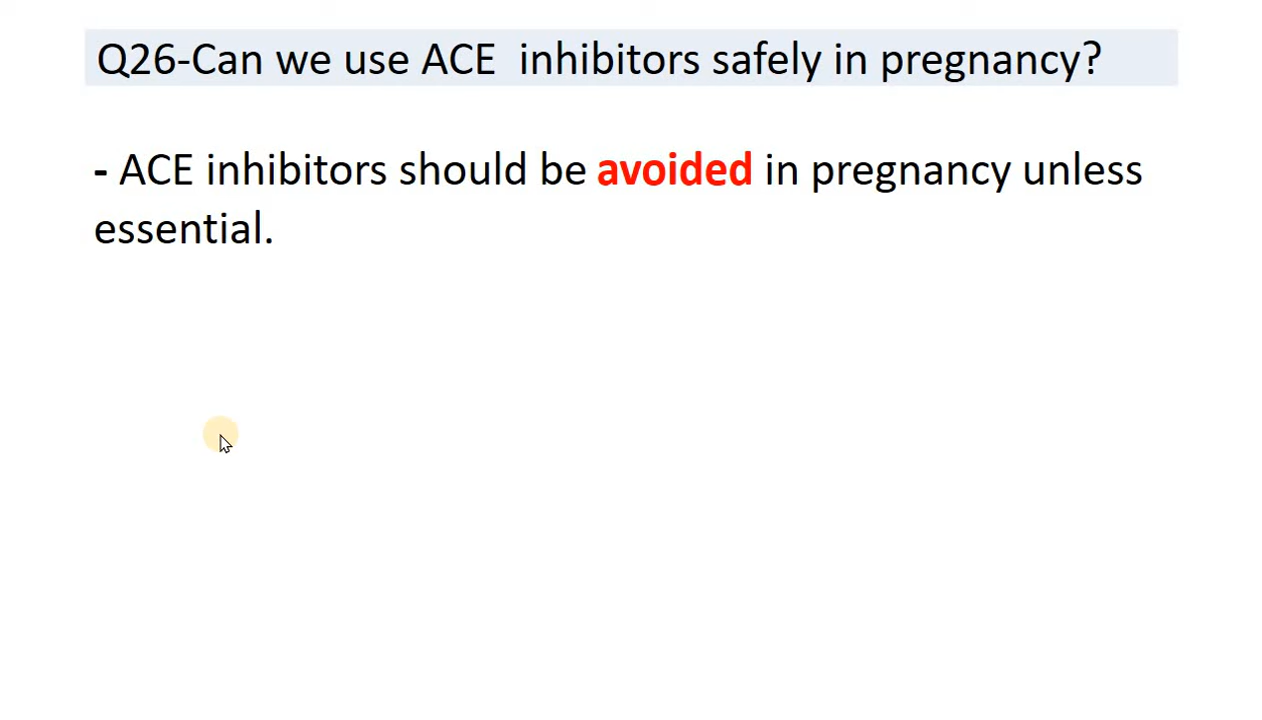 Q26-Can we use ACE  inhibitors safely in pregnancy?
- ACE inhibitors should be avoided in pregnancy unless
essential.